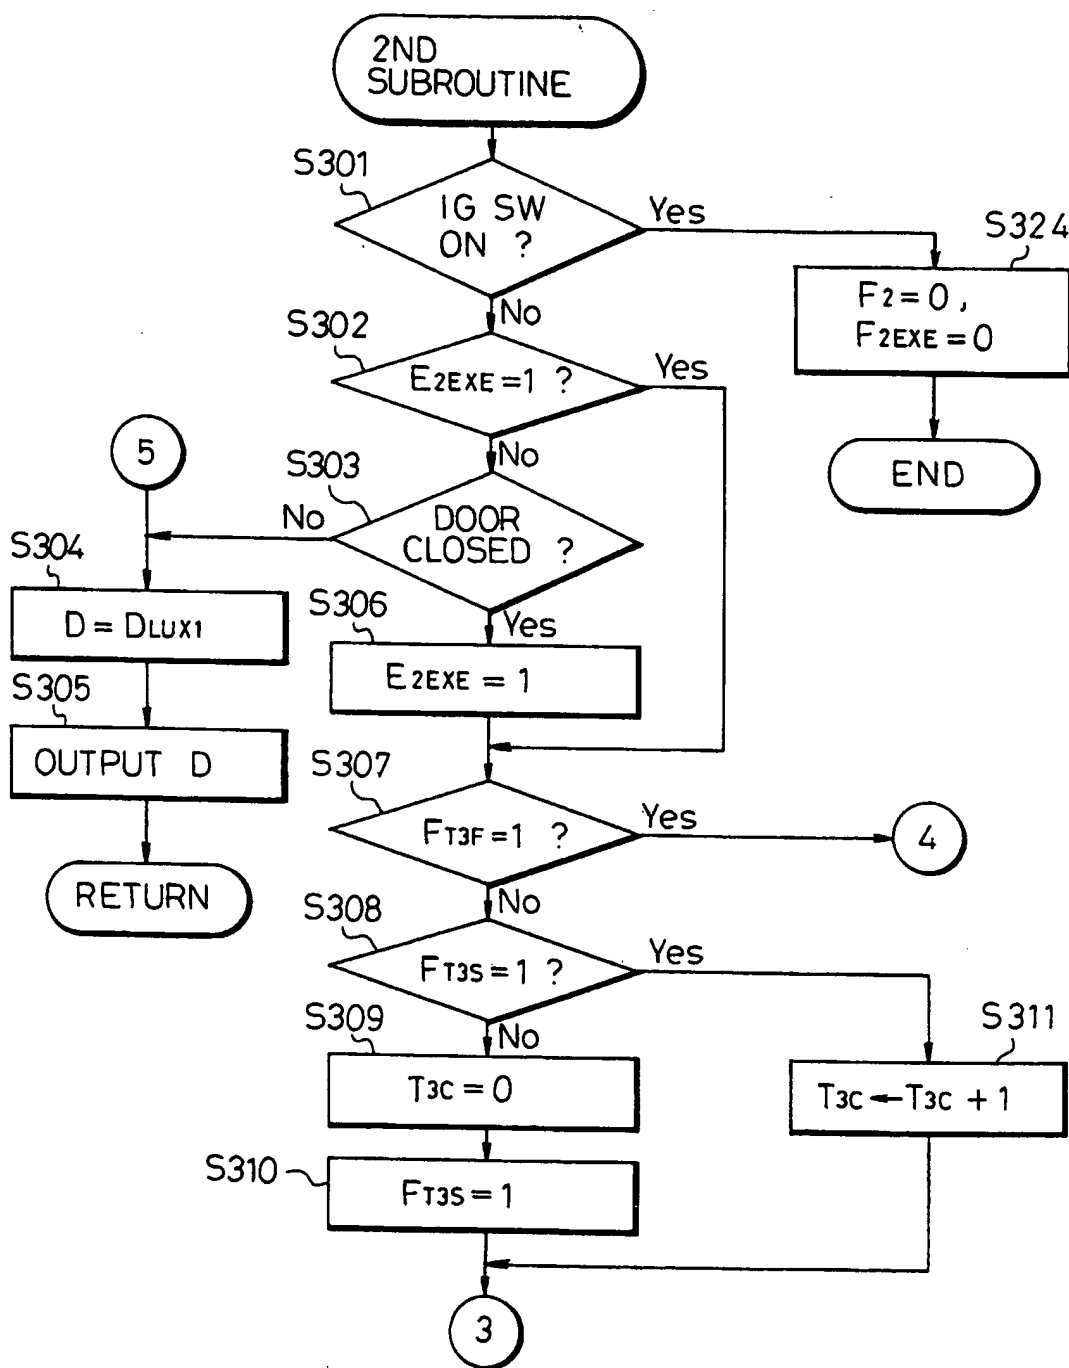 2ND
SUBROUTINE
S301
IG SW
ON ?
Yes
No
S324
F2=0,
F2EXE=0
END
S302
E2EXE=1 ?
Yes
No
5
S303
DOOR
CLOSED ?
No
Yes
S304
D=DLUX1
S305
OUTPUT D
RETURN
S306
E2EXE=1
S307
FT3F=1 ?
Yes
No
4
S308
FT3S=1 ?
Yes
No
S309
T3C=0
S311
T3C←T3C+1
S310
FT3S=1
3